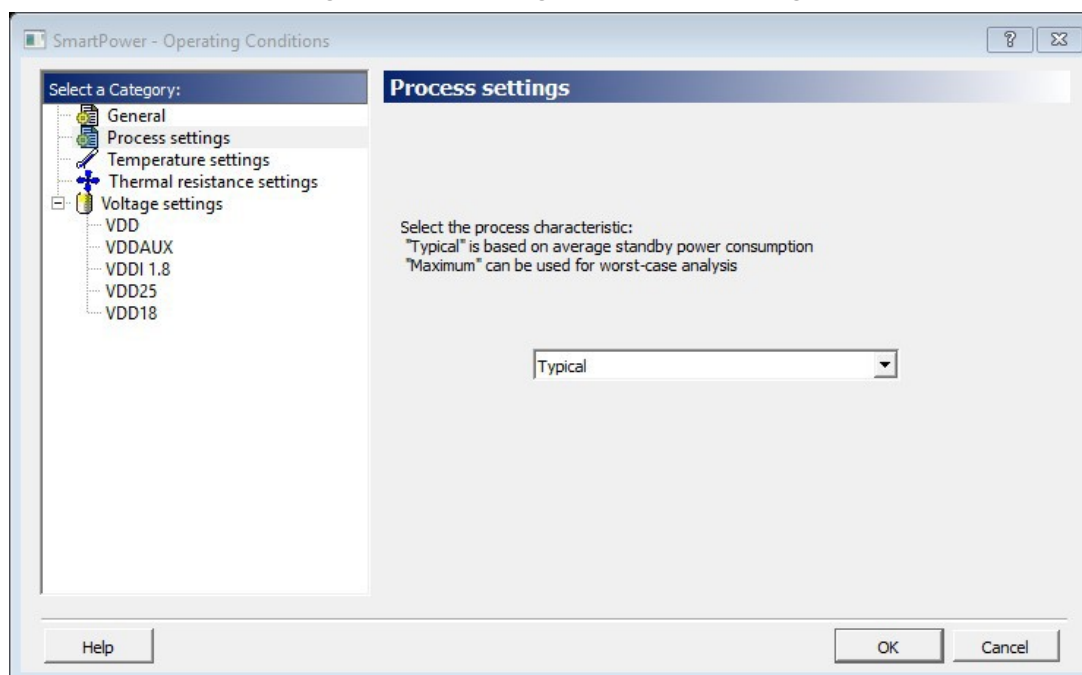 SmartPower - Operating Conditions
Select a Category:
General
Process settings
Temperature settings
Thermal resistance settings
Voltage settings
VDD
VDDAUX
VDDI 1.8
VDD25
VDD18
Process settings
Select the process characteristic:
"Typical" is based on average standby power consumption
"Maximum" can be used for worst-case analysis
Typical
Help
OK
Cancel